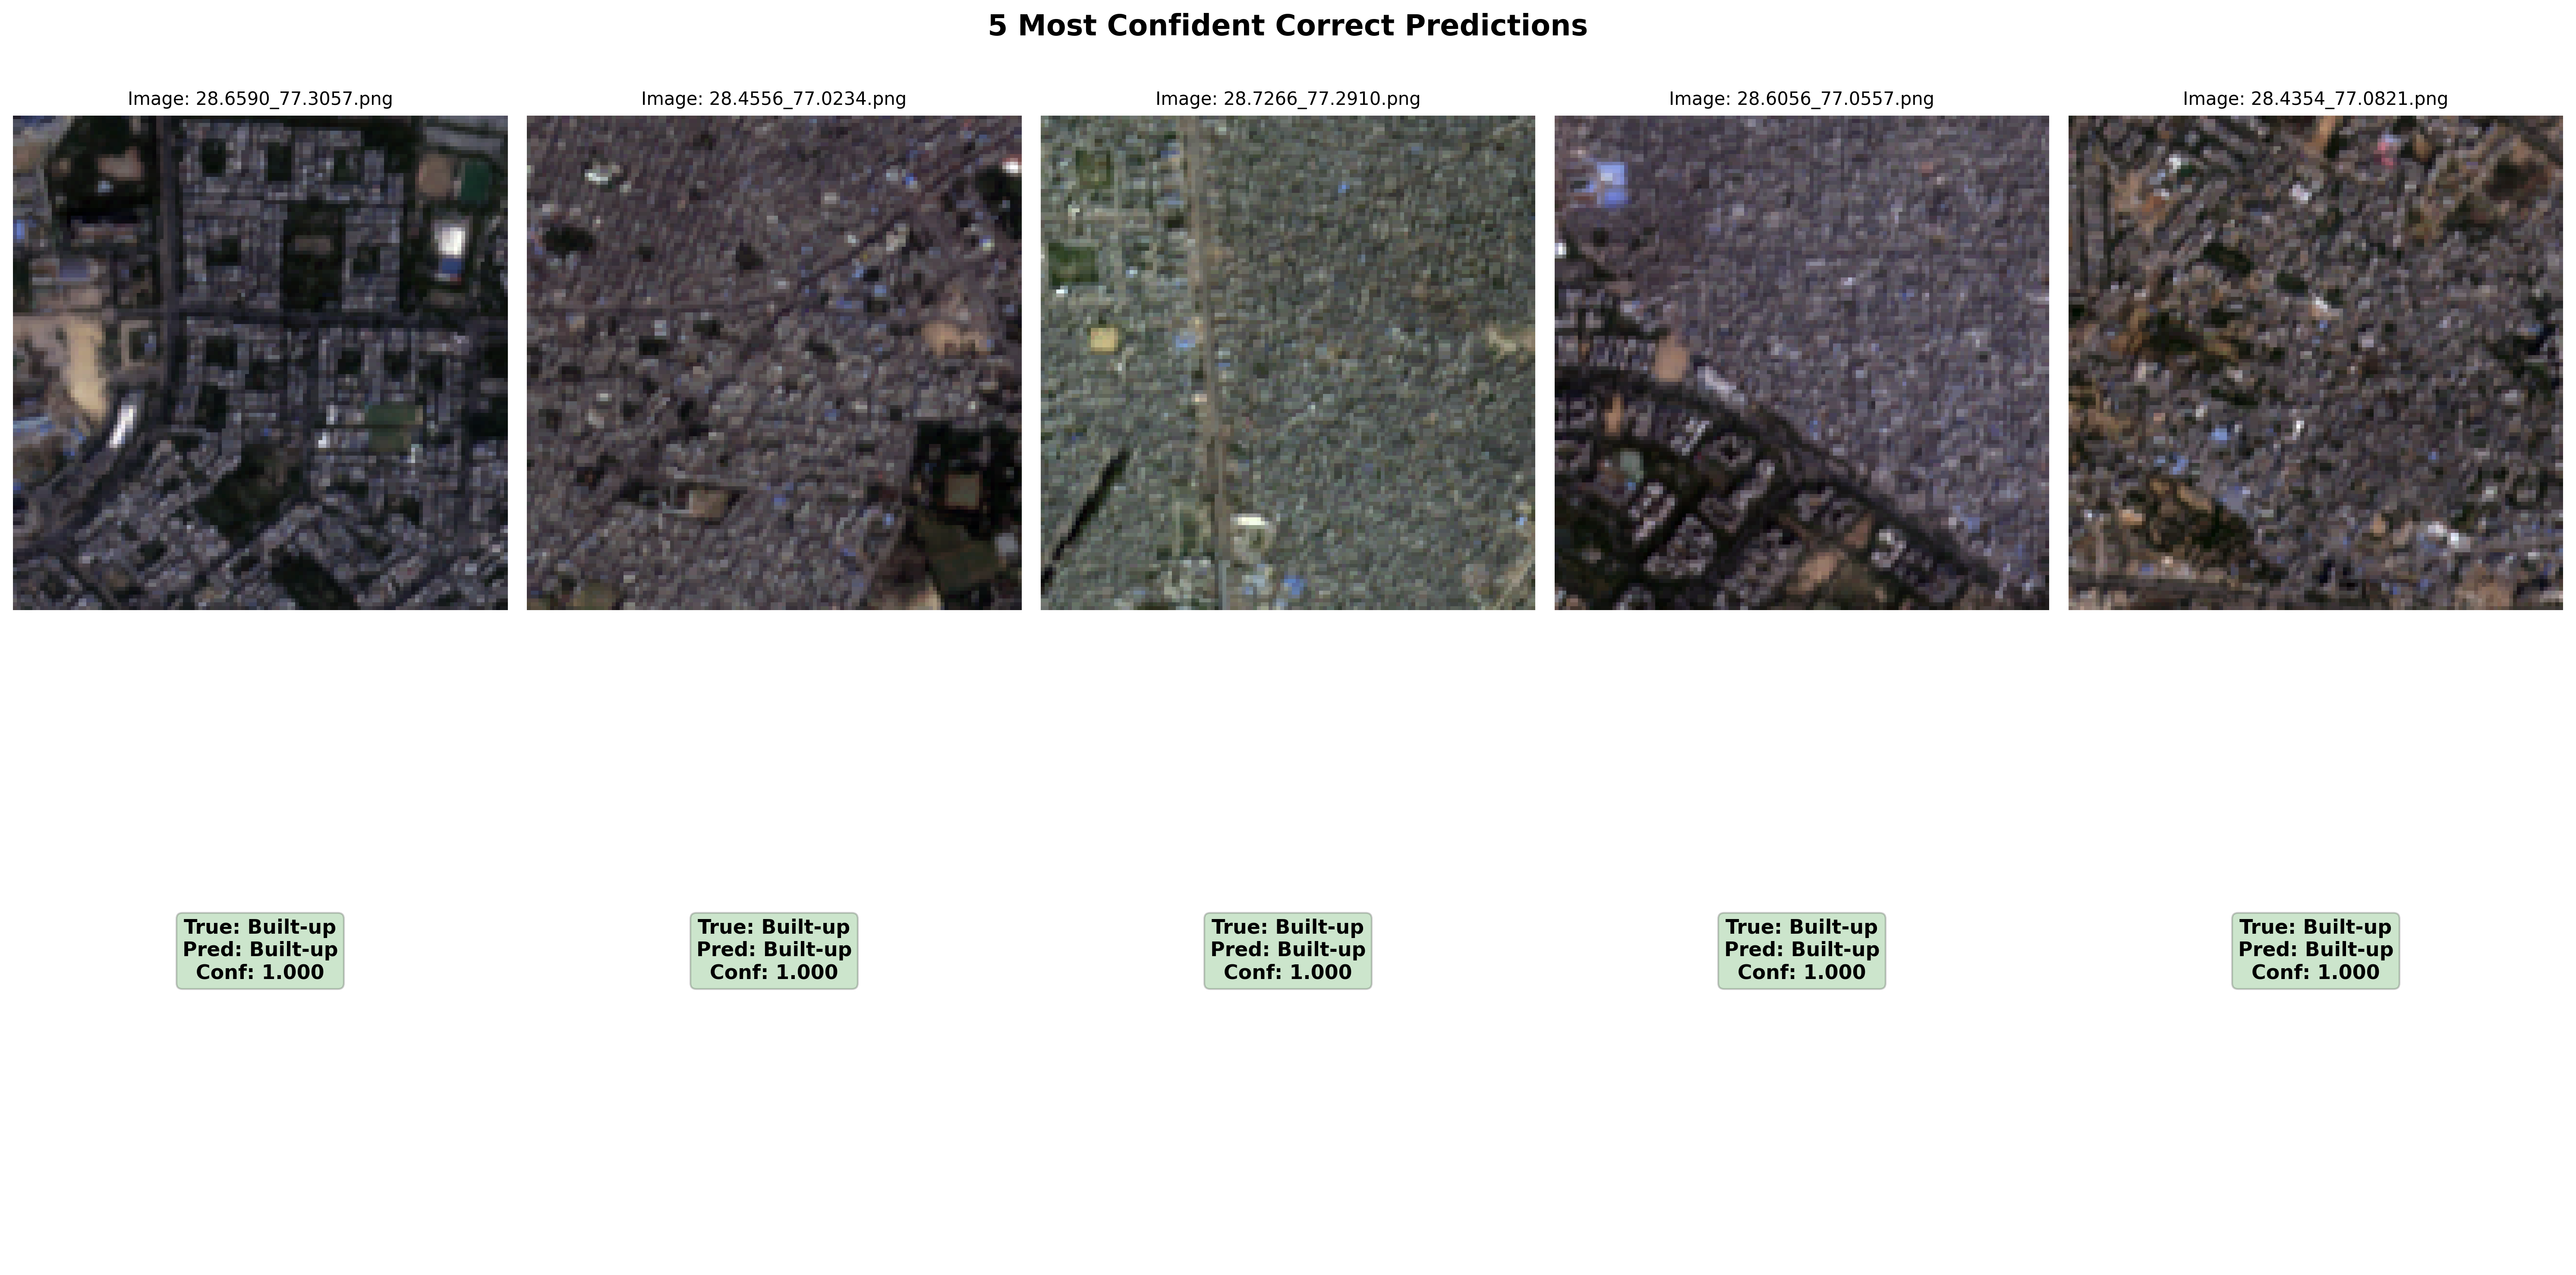 5 Most Confident Correct Predictions
Image: 28.6590_77.3057.png
Image: 28.4556_77.0234.png
Image: 28.7266_77.2910.png
Image: 28.6056_77.0557.png
Image: 28.4354_77.0821.png
True: Built-up
Pred: Built-up
Conf: 1.000
True: Built-up
Pred: Built-up
Conf: 1.000
True: Built-up
Pred: Built-up
Conf: 1.000
True: Built-up
Pred: Built-up
Conf: 1.000
True: Built-up
Pred: Built-up
Conf: 1.000